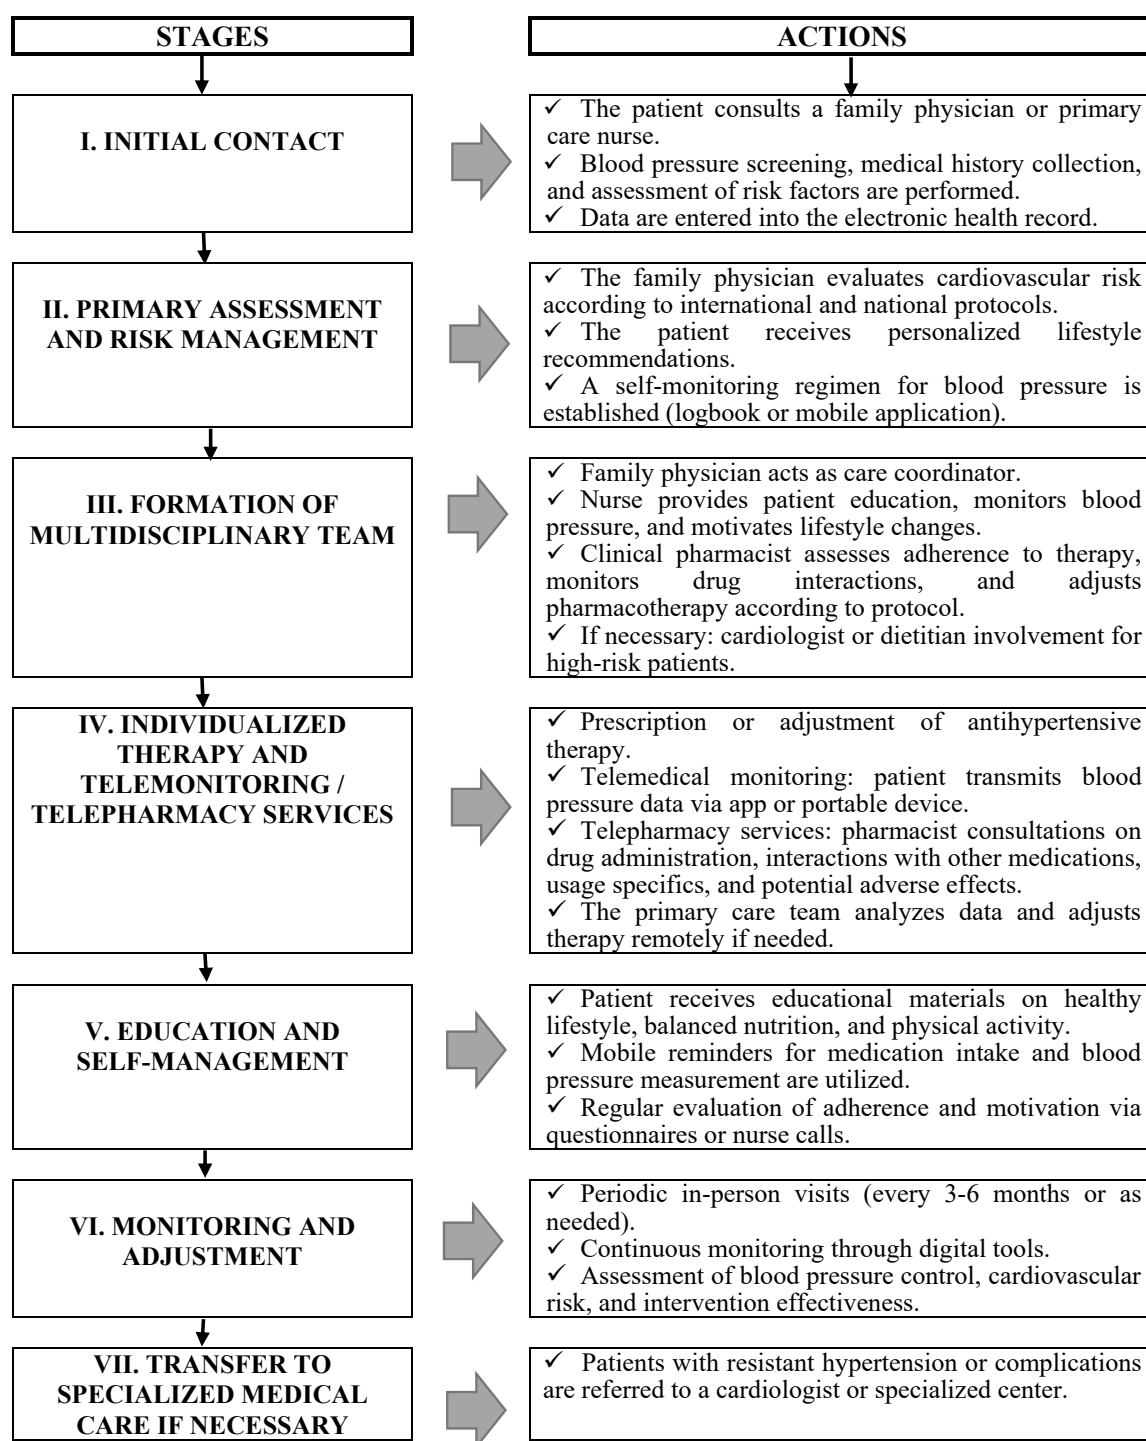 STAGES
ACTIONS
I. INITIAL CONTACT
✓ The patient consults a family physician or primary
care nurse.
✓ Blood pressure screening, medical history collection,
and assessment of risk factors are performed.
✓ Data are entered into the electronic health record.
II. PRIMARY ASSESSMENT
AND RISK MANAGEMENT
✓ The family physician evaluates cardiovascular risk
according to international and national protocols.
✓ The patient receives personalized lifestyle
recommendations.
✓ A self-monitoring regimen for blood pressure is
established (logbook or mobile application).
III. FORMATION OF
MULTIDISCIPLINARY TEAM
✓ Family physician acts as care coordinator.
✓ Nurse provides patient education, monitors blood
pressure, and motivates lifestyle changes.
✓ Clinical pharmacist assesses adherence to therapy,
monitors drug interactions, and adjusts
pharmacotherapy according to protocol.
✓ If necessary: cardiologist or dietitian involvement for
high-risk patients.
IV. INDIVIDUALIZED
THERAPY AND
TELEMONITORING /
TELEPHARMACY SERVICES
✓ Prescription or adjustment of antihypertensive
therapy.
✓ Telemedical monitoring: patient transmits blood
pressure data via app or portable device.
✓ Telepharmacy services: pharmacist consultations on
drug administration, interactions with other medications,
usage specifics, and potential adverse effects.
✓ The primary care team analyzes data and adjusts
therapy remotely if needed.
V. EDUCATION AND
SELF-MANAGEMENT
✓ Patient receives educational materials on healthy
lifestyle, balanced nutrition, and physical activity.
✓ Mobile reminders for medication intake and blood
pressure measurement are utilized.
✓ Regular evaluation of adherence and motivation via
questionnaires or nurse calls.
VI. MONITORING AND
ADJUSTMENT
✓ Periodic in-person visits (every 3-6 months or as
needed).
✓ Continuous monitoring through digital tools.
✓ Assessment of blood pressure control, cardiovascular
risk, and intervention effectiveness.
VII. TRANSFER TO
SPECIALIZED MEDICAL
CARE IF NECESSARY
✓ Patients with resistant hypertension or complications
are referred to a cardiologist or specialized center.